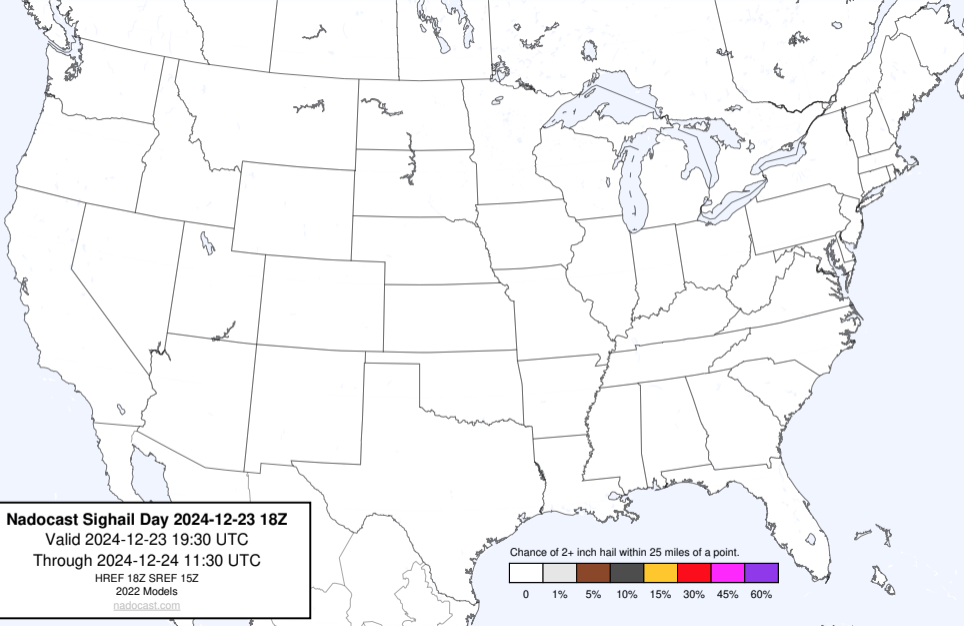 Nadocast Sighail Day 2024-12-23 18Z
Valid 2024-12-23 19:30 UTC
Through 2024-12-24 11:30 UTC
HREF 18Z SREF 15Z
2022 Models
nadocast.com
Chance of 2+ inch hail within 25 miles of a point.
0 1% 5% 10% 15% 30% 45% 60%